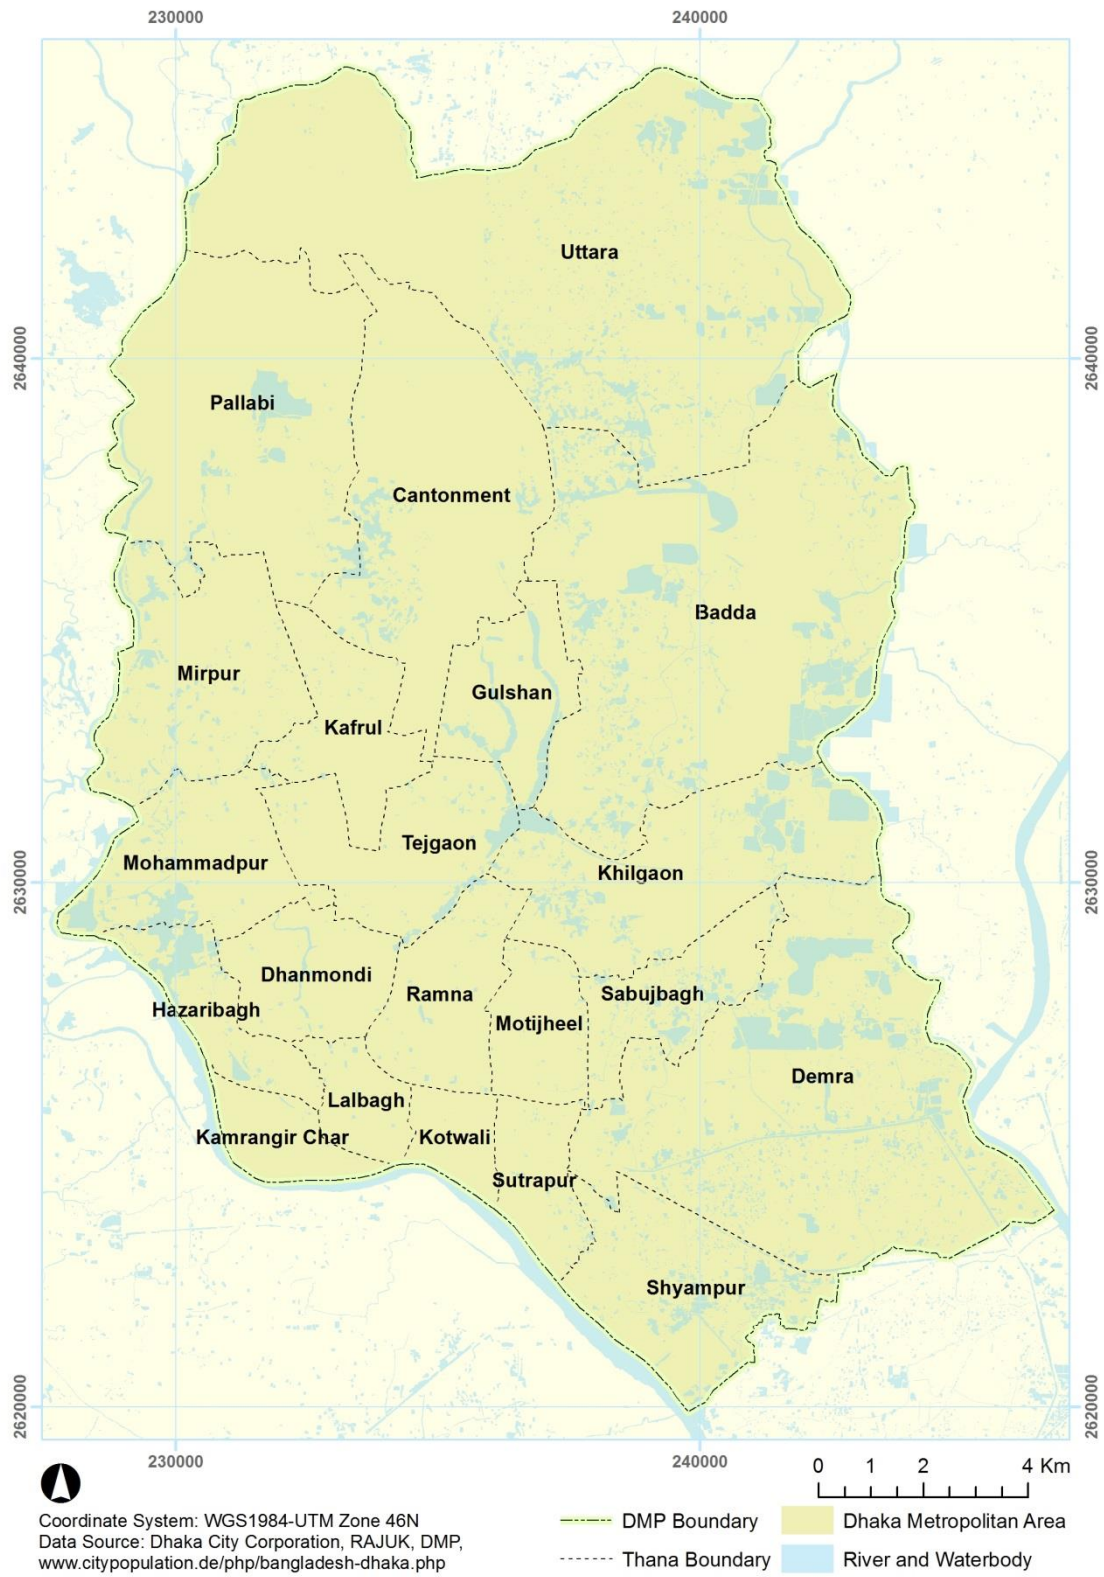 230000 240000
Uttara
2640000 2640000
Pallabi
Cantonment
Badda
Mirpur
Gulshan
Kafrul
Tejgaon
Mohammadpur
Khilgaon
2630000 2630000
Dhanmondi
Ramna
Sabujbagh
Hazaribagh
Motijheel
Demra
Lalbagh
Kamrangir Char
Kotwali
Sutrapur
Shyampur
2620000 2620000
230000 240000
0 1 2 4 Km
Coordinate System: WGS1984-UTM Zone 46N
Data Source: Dhaka City Corporation, RAJUK, DMP,
www.citypopulation.de/php/bangladesh-dhaka.php
DMP Boundary
Thana Boundary
Dhaka Metropolitan Area
River and Waterbody